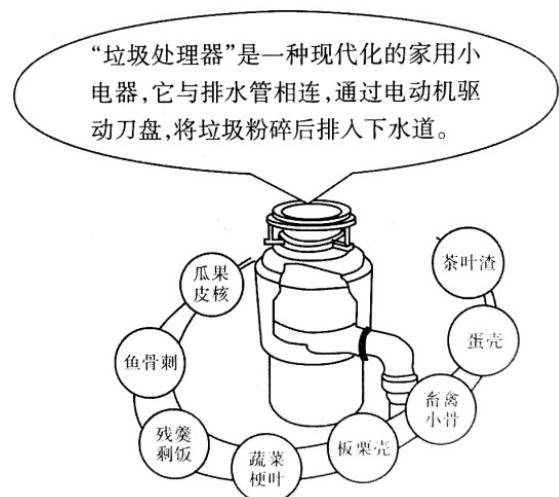 “垃圾处理器”是一种现代化的家用小
电器，它与排水管相连，通过电动机驱
动刀盘，将垃圾粉碎后排入下水道。
瓜果
皮核
鱼骨刺
残羹
剩饭
蔬菜
梗叶
板栗壳
畜禽
小骨
蛋壳
茶叶渣